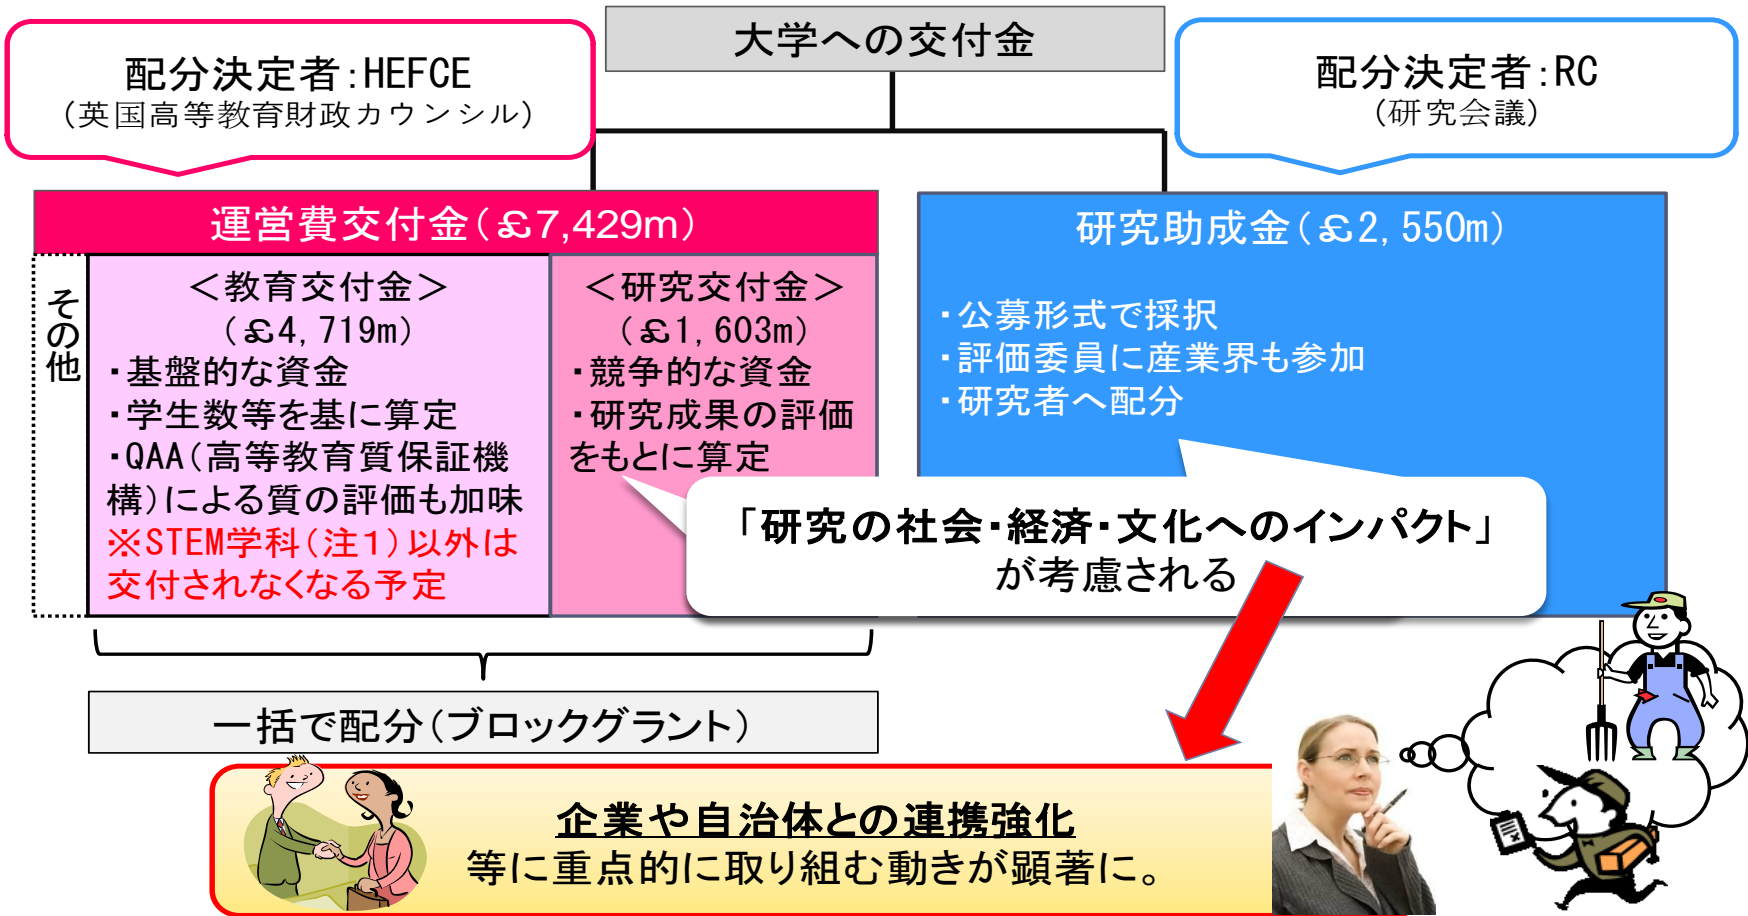 大学への交付金
配分決定者：HEFCE
（英国高等教育財政カウンシル）
配分決定者：RC
（研究会議）
運営費交付金（￡7,429m）
その他
＜教育交付金＞
（￡4,719m）
・基盤的な資金
・学生数等を基に算定
・QAA（高等教育質保証機
構）による質の評価も加味
※STEM学科（注１）以外は
交付されなくなる予定
＜研究交付金＞
（￡1,603m）
・競争的な資金
・研究成果の評価
をもとに算定
研究助成金（￡2,550m）
・公募形式で採択
・評価委員に産業界も参加
・研究者へ配分
「研究の社会・経済・文化へのインパクト」
が考慮される
一括で配分（ブロックグラント）
企業や自治体との連携強化
等に重点的に取り組む動きが顕著に。